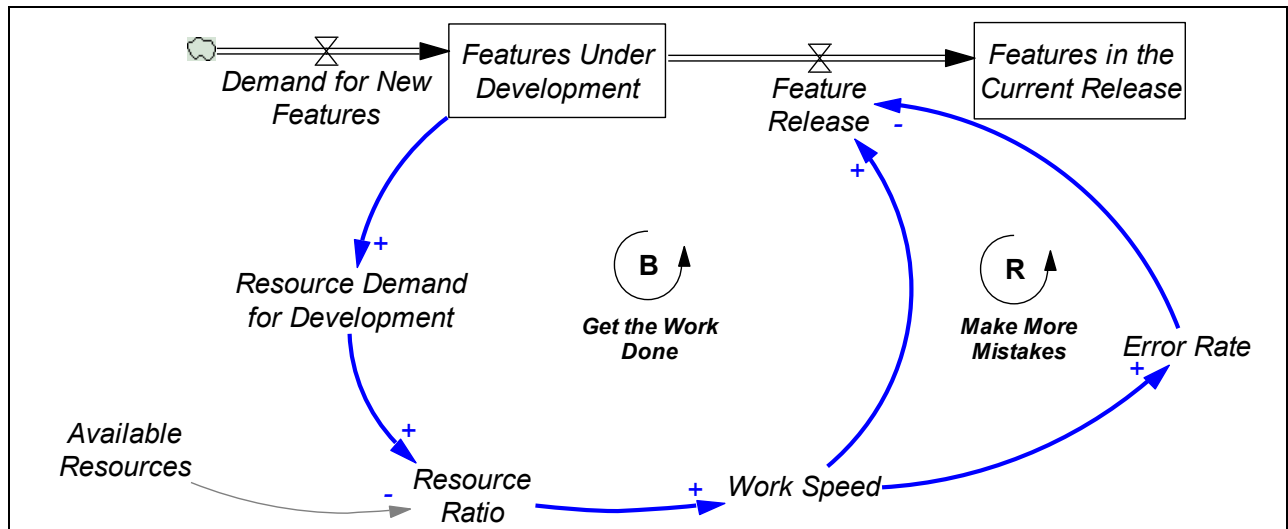 Demand for New
Features
Features Under
Development
Feature
Release
Features in the
Current Release
-
+
+
Resource Demand
for Development
B
Get the Work
Done
R
Make More
Mistakes
Error Rate
+
+
Available
Resources
-
Resource
Ratio
+
Work Speed